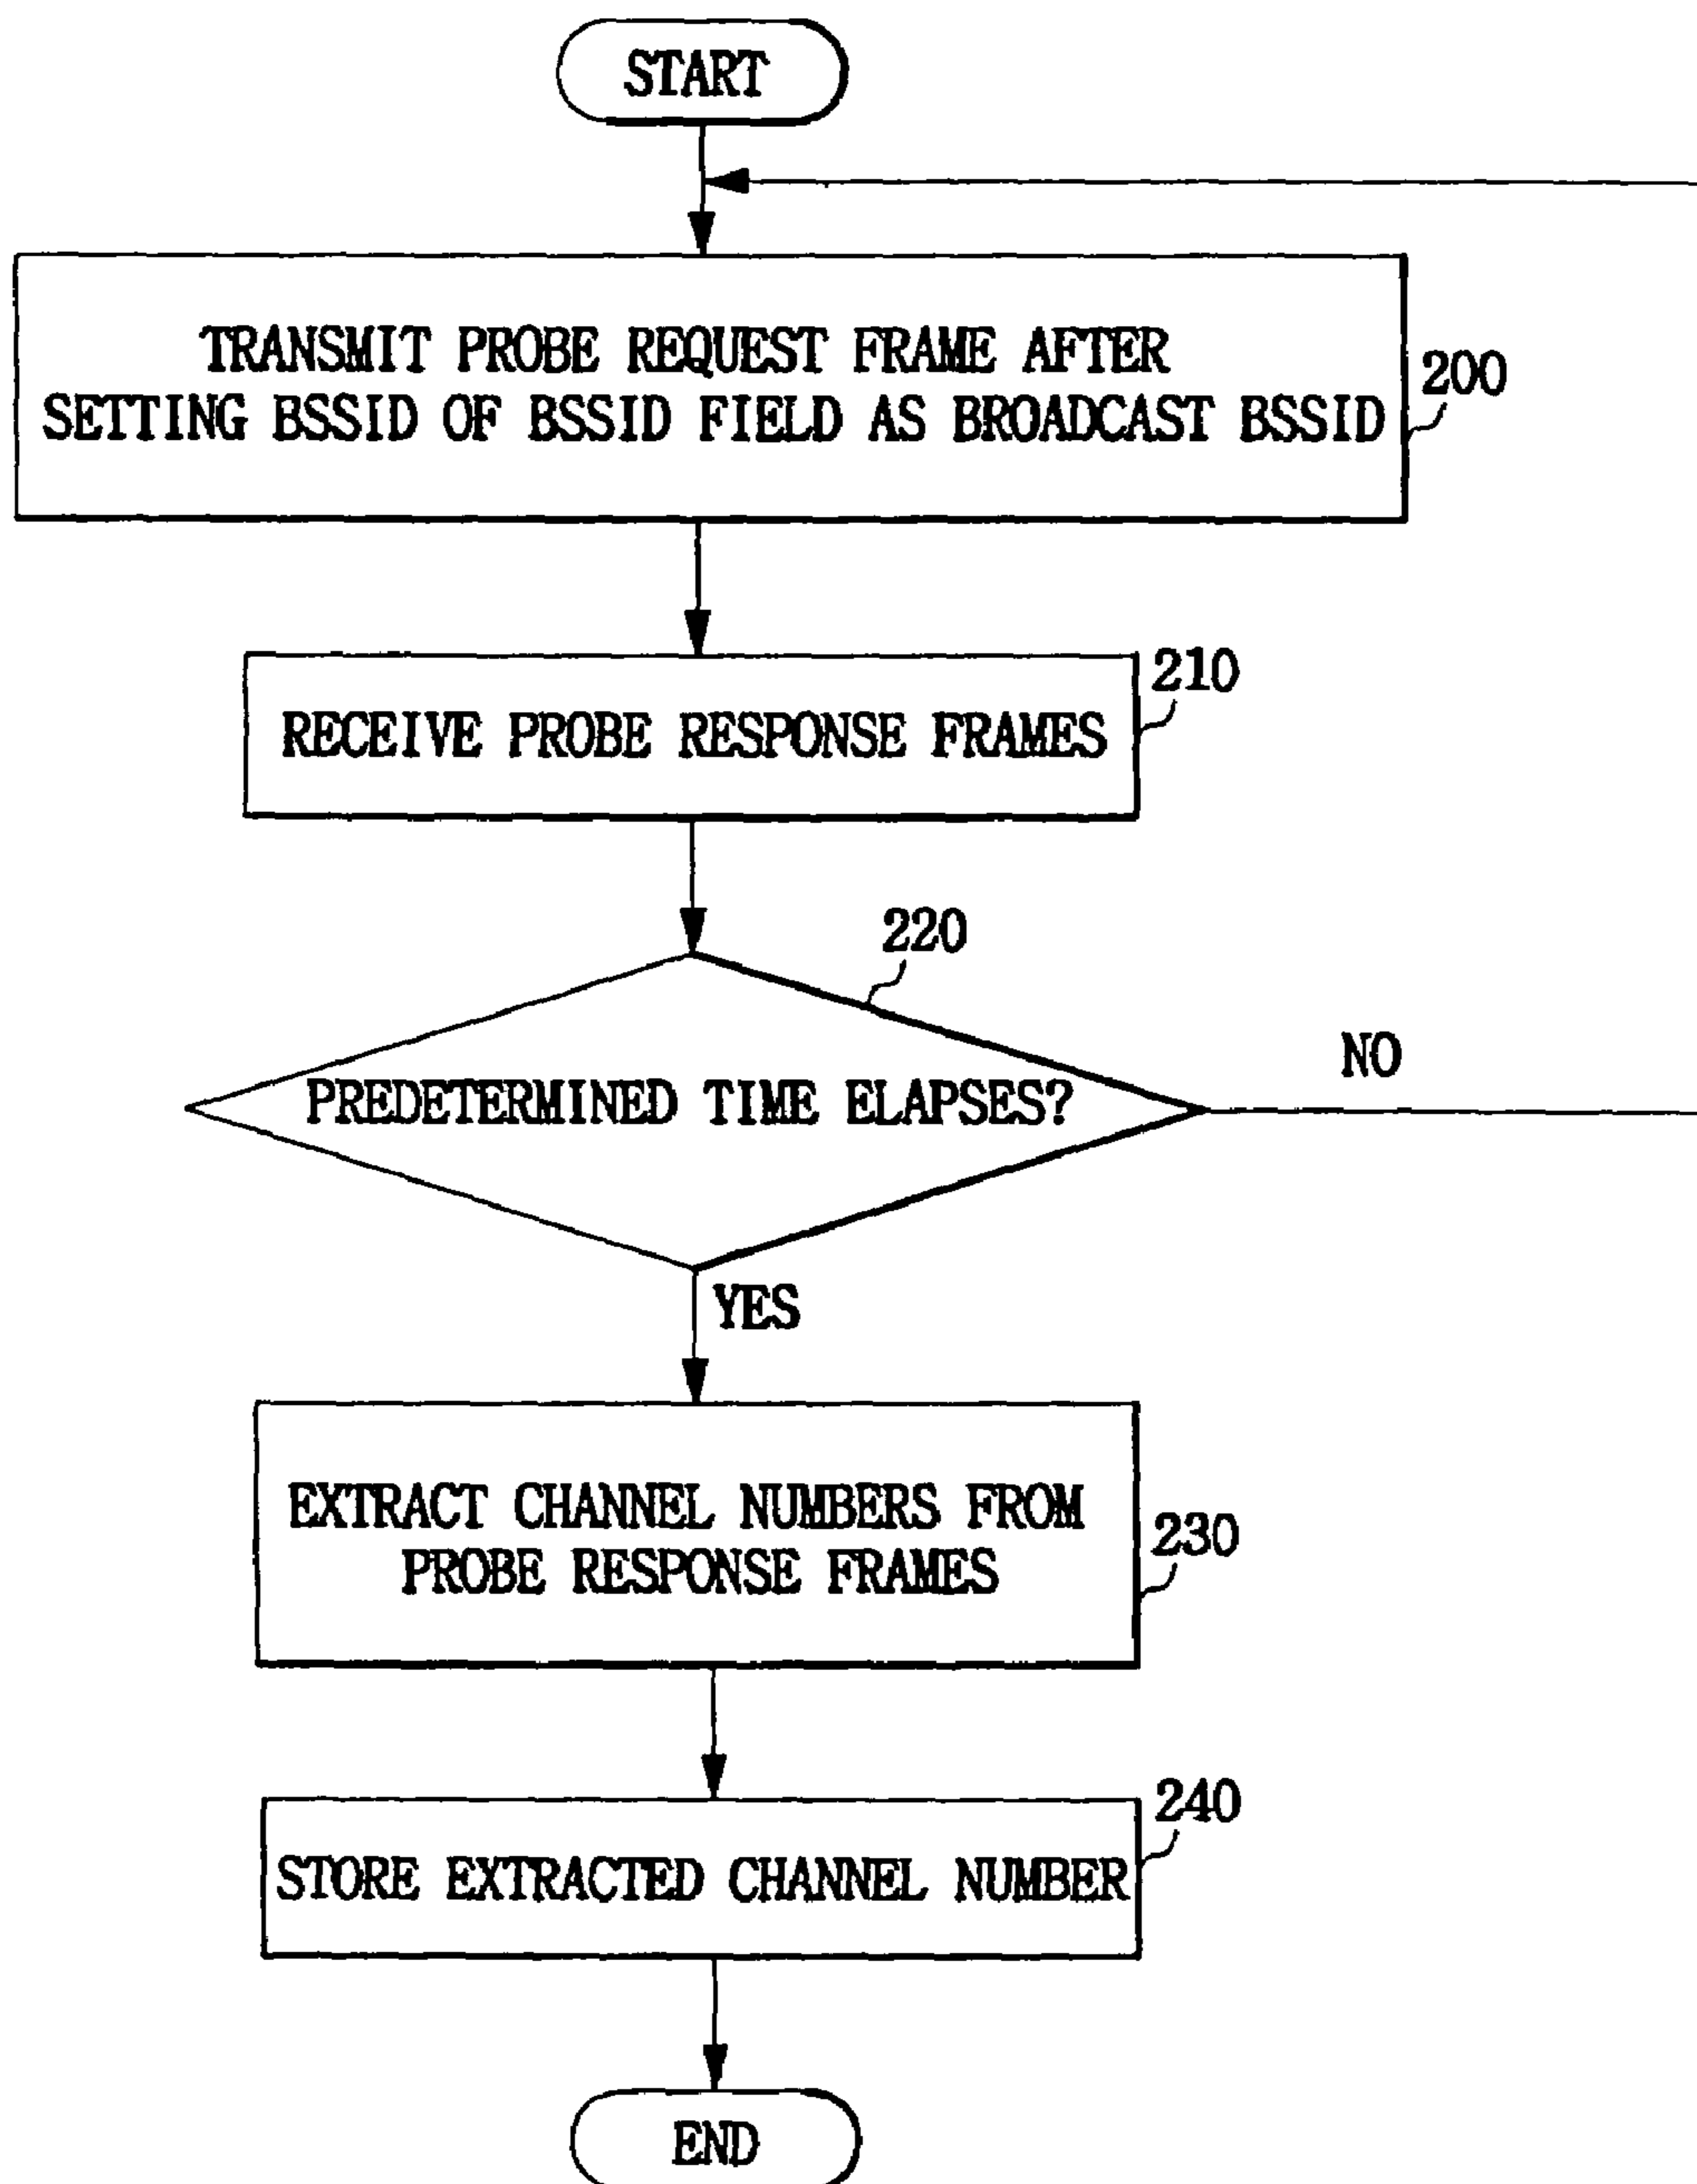 START
TRANSMIT PROBE REQUEST FRAME AFTER
SETTING BSSID OF BSSID FIELD AS BROADCAST BSSID
200
210
RECEIVE PROBE RESPONSE FRAMES
220
PREDETERMINED TIME ELAPSES?
NO
YES
EXTRACT CHANNEL NUMBERS FROM
PROBE RESPONSE FRAMES
230
240
STORE EXTRACTED CHANNEL NUMBER
END